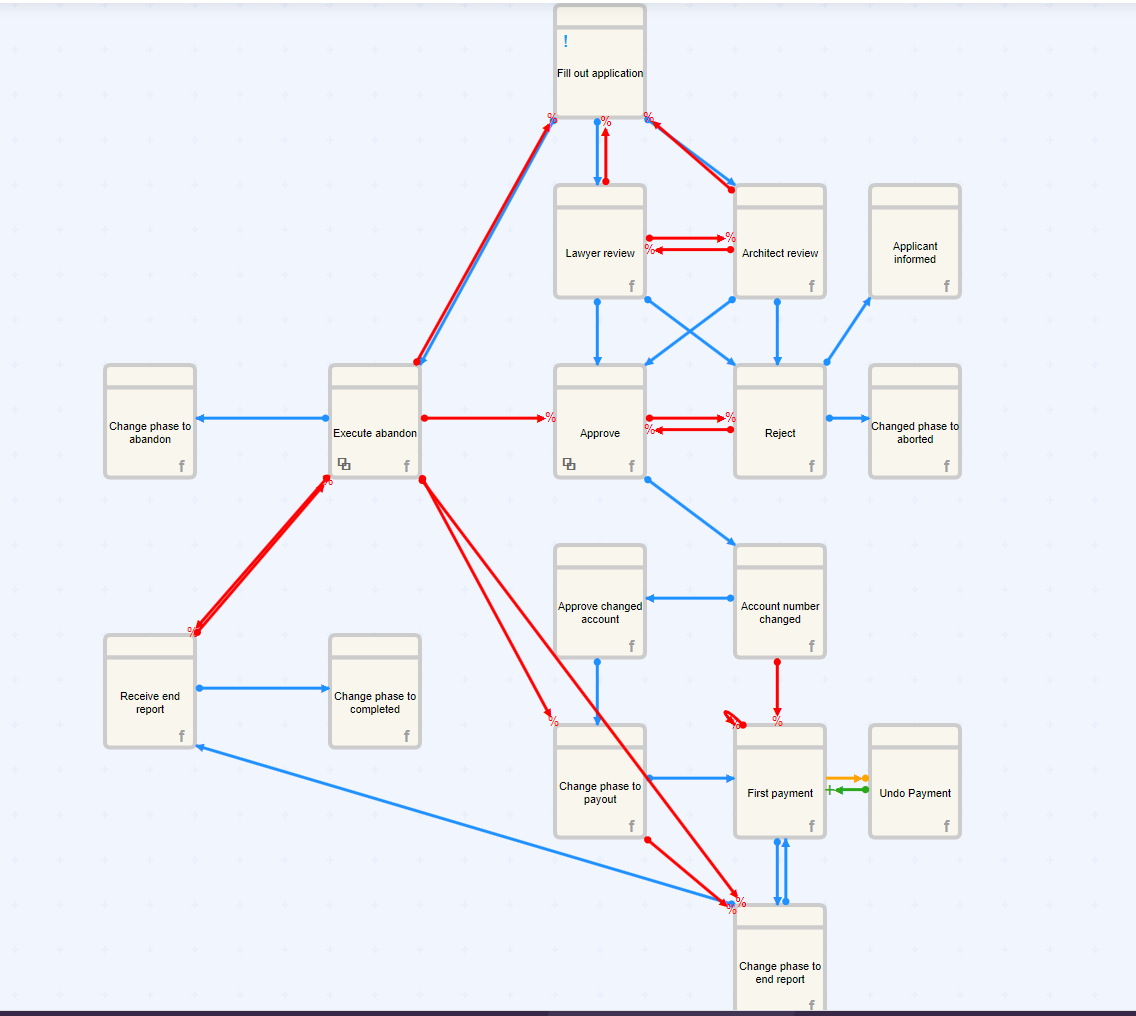 !
Fill out application
%
%
%
Lawyer review
f
%
%
Architect review
f
Applicant
informed
f
Change phase to
abandon
f
Execute abandon
f
%
%
Approve
f
%
%
Reject
f
Changed phase to
aborted
f
Approve changed
account
f
Account number
changed
f
%
Receive end
report
f
Change phase to
completed
f
%
Change phase to
payout
f
%
%
First payment
f
+
Undo Payment
f
%
%
Change phase to
end report
f